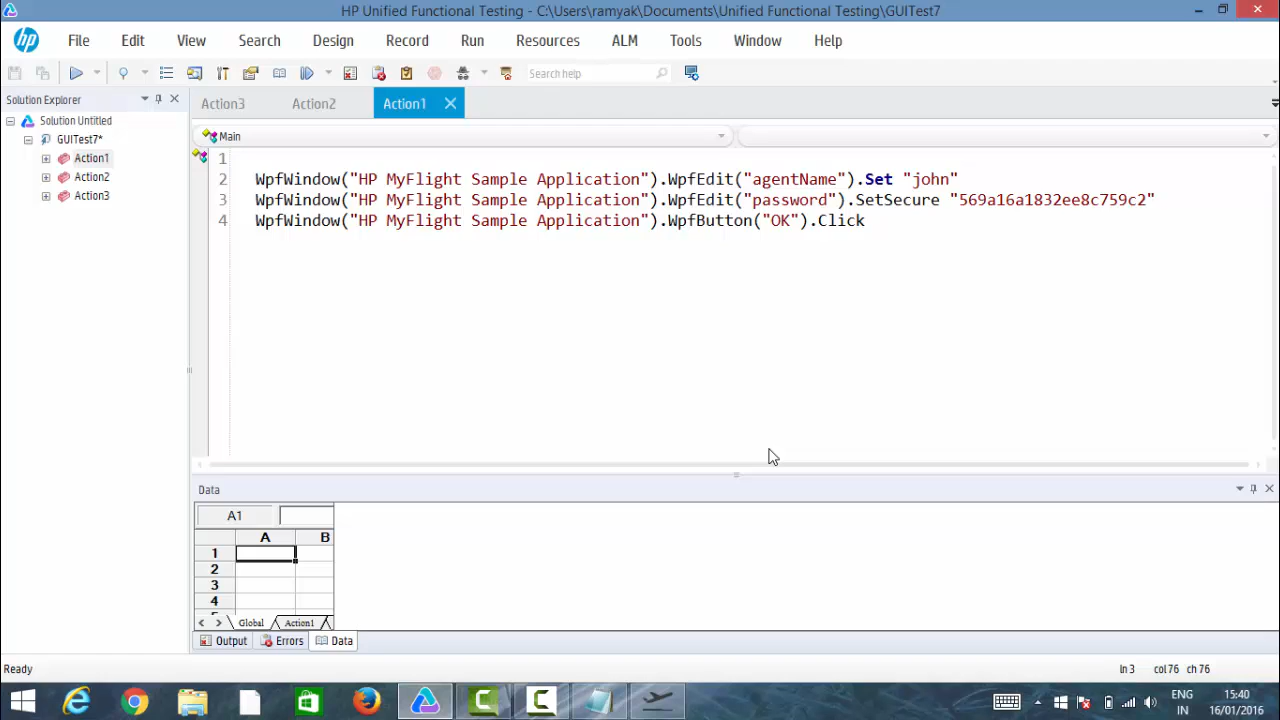 HP Unified Functional Testing - C:\Users\ramyak\Documents\Unified Functional Testing\GUITest7
hp File Edit View Search Design Record Run Resources ALM Tools Window Help
Search help
Solution Explorer
Action3 Action2 Action1
Solution Untitled
GUITest7*
Action1
Action2
Action3
Main
1
2 WpfWindow("HP MyFlight Sample Application").WpfEdit("agentName").Set "john"
3 WpfWindow("HP MyFlight Sample Application").WpfEdit("password").SetSecure "569a16a1832ee8c759c2"
4 WpfWindow("HP MyFlight Sample Application").WpfButton("OK").Click
Data
A1
A B
1
2
3
4
Global Action1
Output Errors Data
Ready ln 3 col 76 ch 76
ENG 15:40
IN 16/01/2016